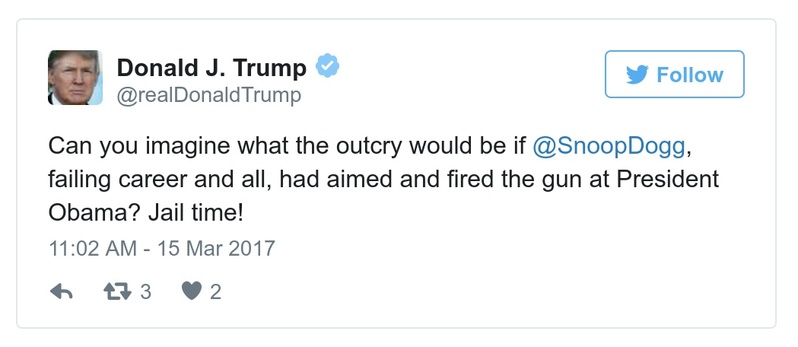 Donald J. Trump
@realDonaldTrump
Follow
Can you imagine what the outcry would be if @SnoopDogg,
failing career and all, had aimed and fired the gun at President
Obama? Jail time!
11:02 AM - 15 Mar 2017
3 2